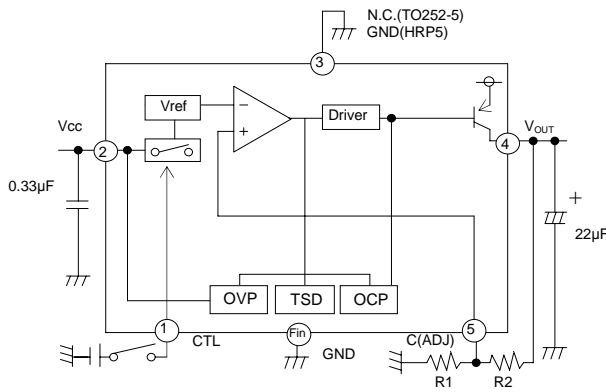 N.C.(TO252-5)
GND(HRP5)
3
Vref
−
Driver
Vcc
+
VOUT
2
4
0.33µF
+
22µF
OVP
TSD
OCP
1
CTL
Fin
GND
5
C(ADJ)
R1
R2